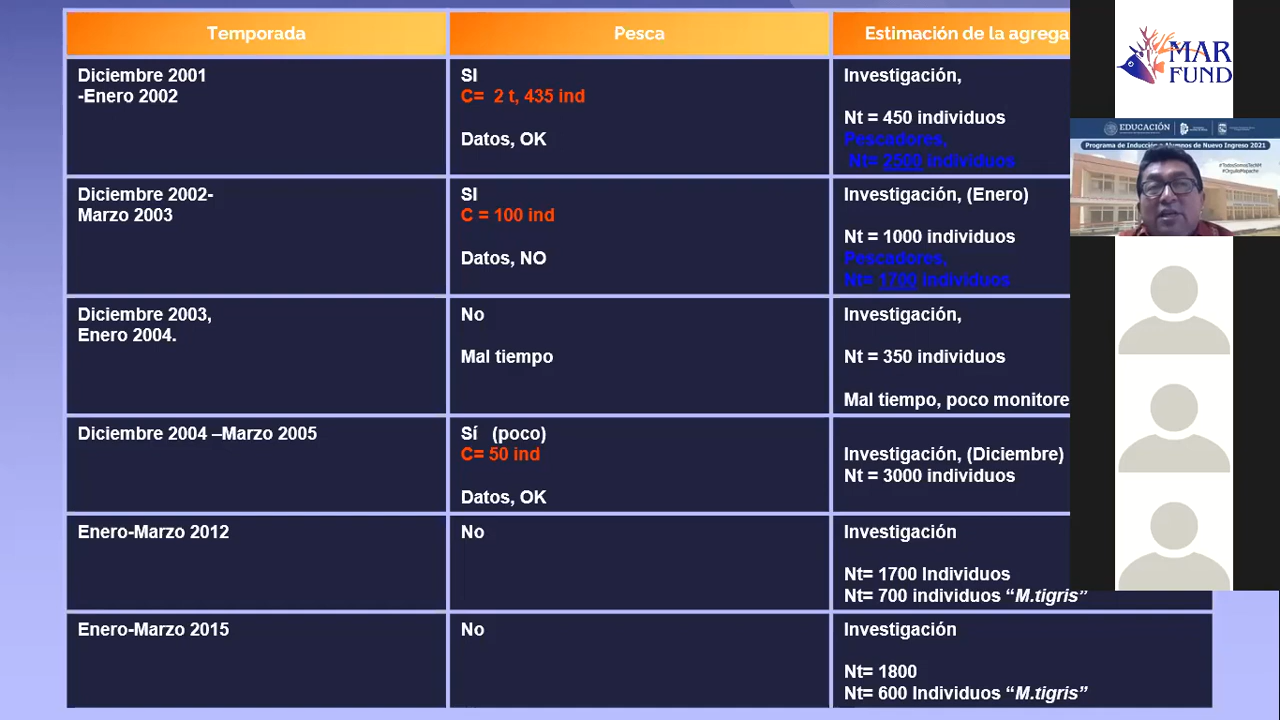 Temporada
Pesca
Estimación de la agrega
Diciembre 2001
-Enero 2002
SI
C= 2 t, 435 ind
Datos, OK
Investigación,
Nt = 450 individuos
Pescadores,
Nt= 2500 individuos
Diciembre 2002-
Marzo 2003
SI
C = 100 ind
Datos, NO
Investigación, (Enero)
Nt = 1000 individuos
Pescadores,
Nt= 1700 individuos
Diciembre 2003,
Enero 2004.
No
Mal tiempo
Investigación,
Nt = 350 individuos
Mal tiempo, poco monitore
Diciembre 2004 –Marzo 2005
Sí (poco)
C= 50 ind
Datos, OK
Investigación, (Diciembre)
Nt = 3000 individuos
Enero-Marzo 2012
No
Investigación
Nt= 1700 Individuos
Nt= 700 individuos “M.tigris”
Enero-Marzo 2015
No
Investigación
Nt= 1800
Nt= 600 Individuos “M.tigris”
MAR
FUND
EDUCACIÓN
Programa de Inducción a Alumnos de Nuevo Ingreso 2021